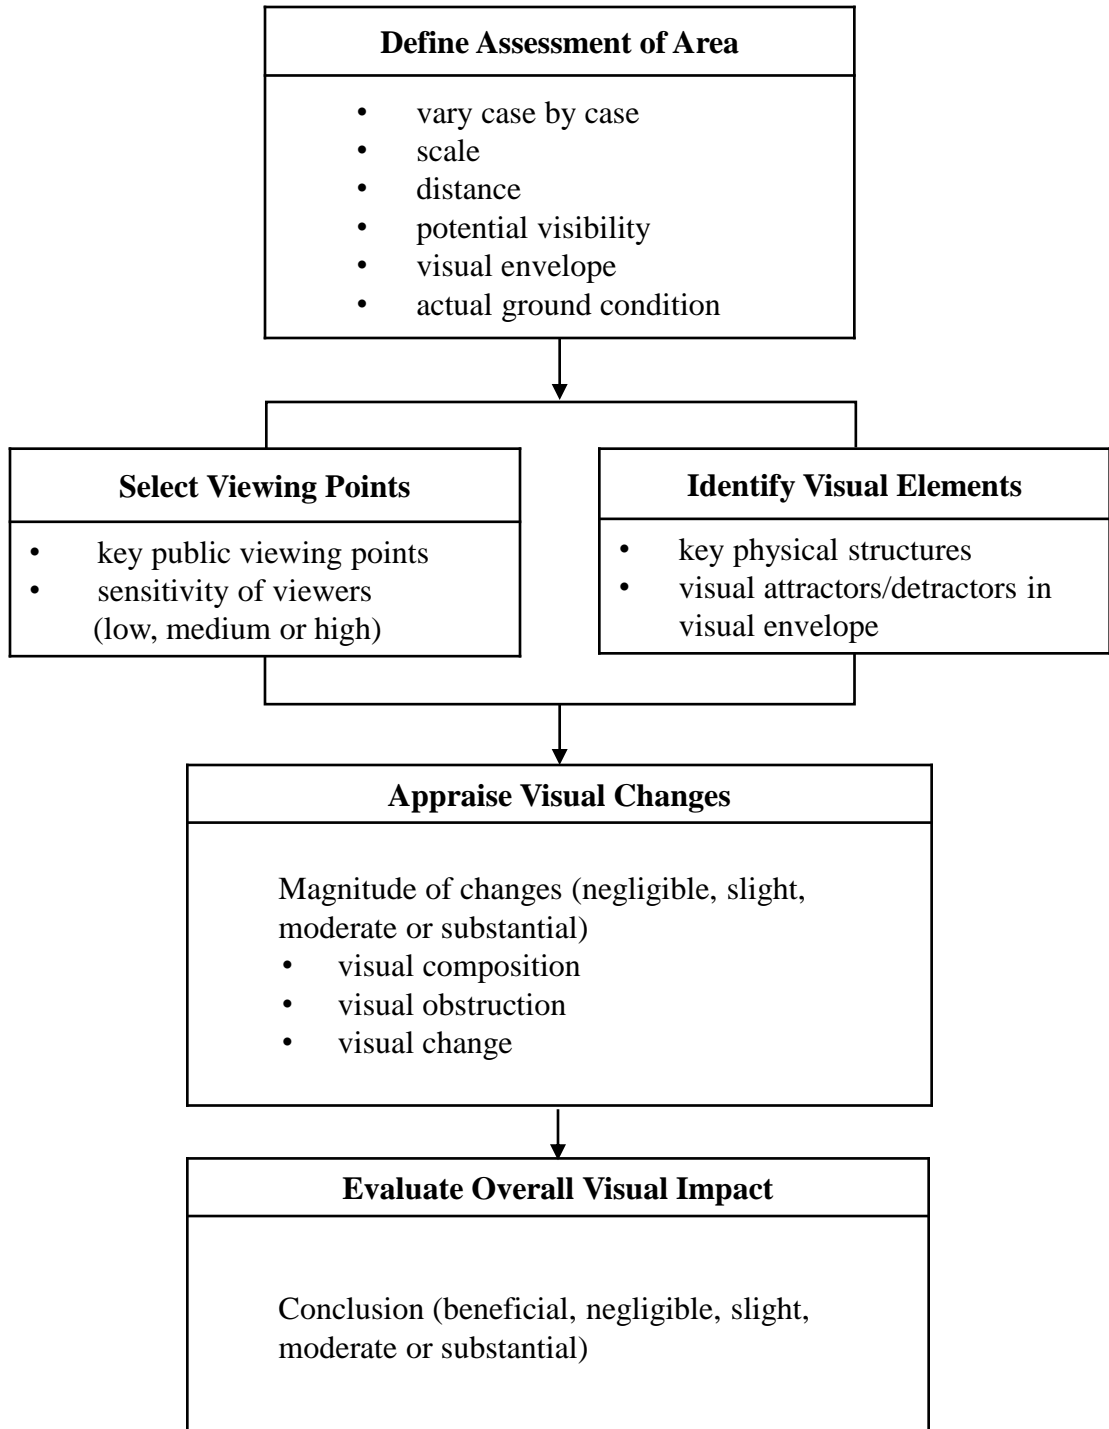 Define Assessment of Area
• vary case by case
• scale
• distance
• potential visibility
• visual envelope
• actual ground condition
Select Viewing Points
• key public viewing points
• sensitivity of viewers
(low, medium or high)
Identify Visual Elements
• key physical structures
• visual attractors/detractors in
visual envelope
Appraise Visual Changes
Magnitude of changes (negligible, slight,
moderate or substantial)
• visual composition
• visual obstruction
• visual change
Evaluate Overall Visual Impact
Conclusion (beneficial, negligible, slight,
moderate or substantial)